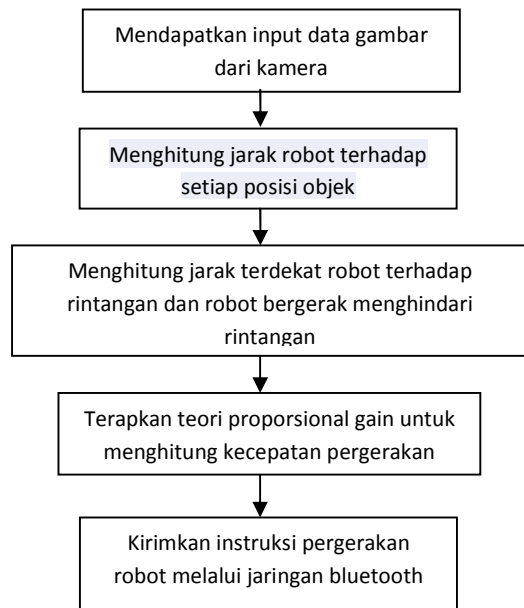 Mendapatkan input data gambar
dari kamera
Menghitung jarak robot terhadap
setiap posisi objek
Menghitung jarak terdekat robot terhadap
rintangan dan robot bergerak menghindari
rintangan
Terapkan teori proporsional gain untuk
menghitung kecepatan pergerakan
Kirimkan instruksi pergerakan
robot melalui jaringan bluetooth